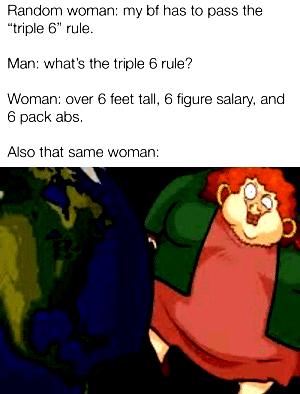 Random woman: my bf has to pass the
“triple 6” rule.
Man: what’s the triple 6 rule?
Woman: over 6 feet tall, 6 figure salary, and
6 pack abs.
Also that same woman: